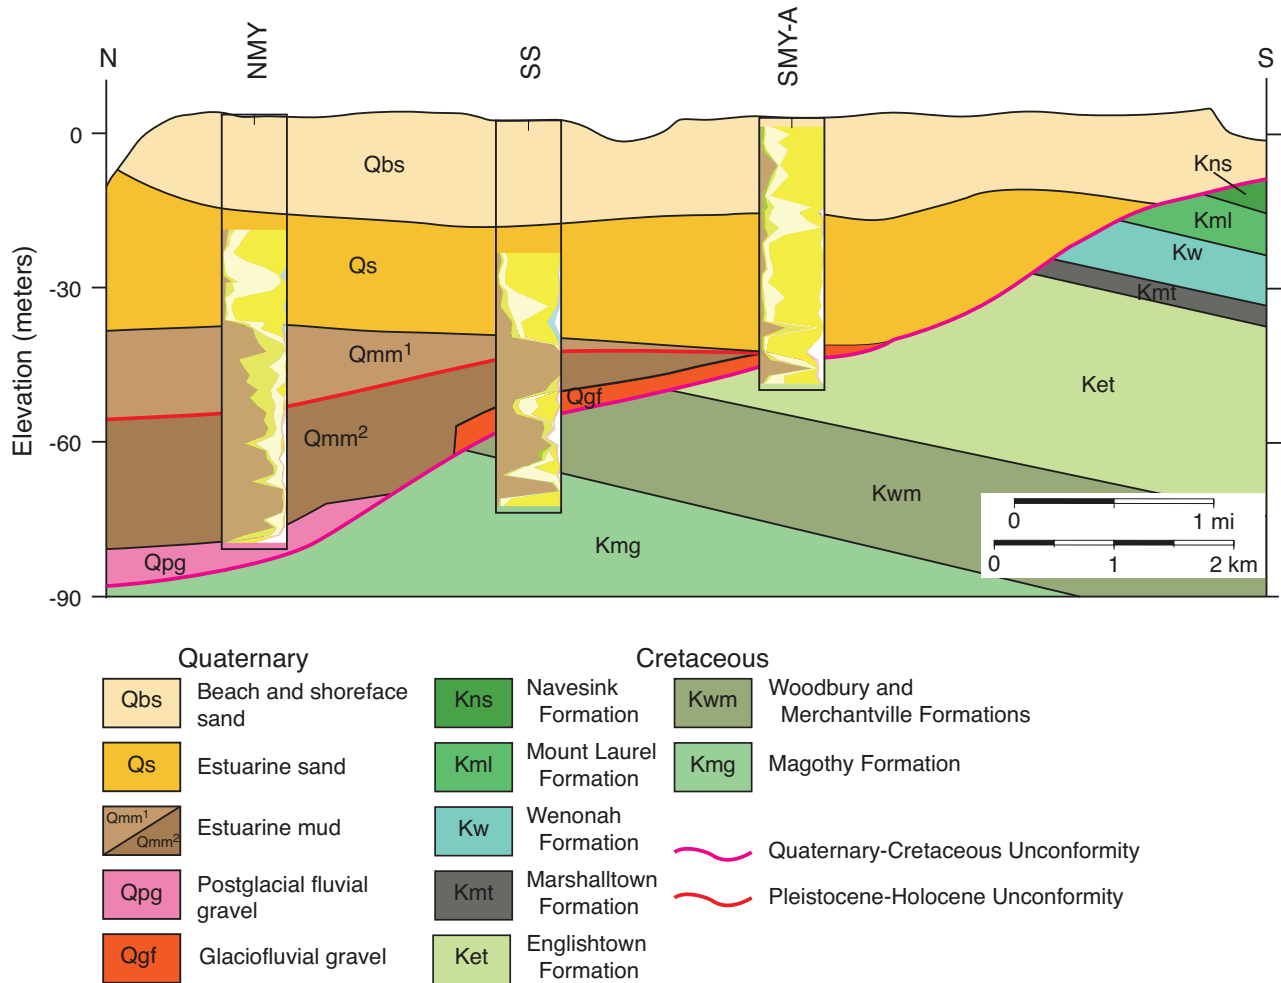 N
NMY
SS
SMY-A
S
Elevation (meters)
0
-30
-60
-90
Qbs
Qs
Qmm¹
Qmm²
Qpg
Qgf
Kmg
Kwm
Ket
Kmt
Kw
Kml
Kns
0 1 mi
0 1 2 km
Quaternary
Qbs Beach and shoreface
sand
Qs Estuarine sand
Qmm¹ Qmm² Estuarine mud
Qpg Postglacial fluvial
gravel
Qgf Glaciofluvial gravel
Cretaceous
Kns Navesink
Formation
Kml Mount Laurel
Formation
Kw Wenonah
Formation
Kmt Marshalltown
Formation
Ket Englishtown
Formation
Kwm Woodbury and
Merchantville Formations
Kmg Magothy Formation
Quaternary-Cretaceous Unconformity
Pleistocene-Holocene Unconformity